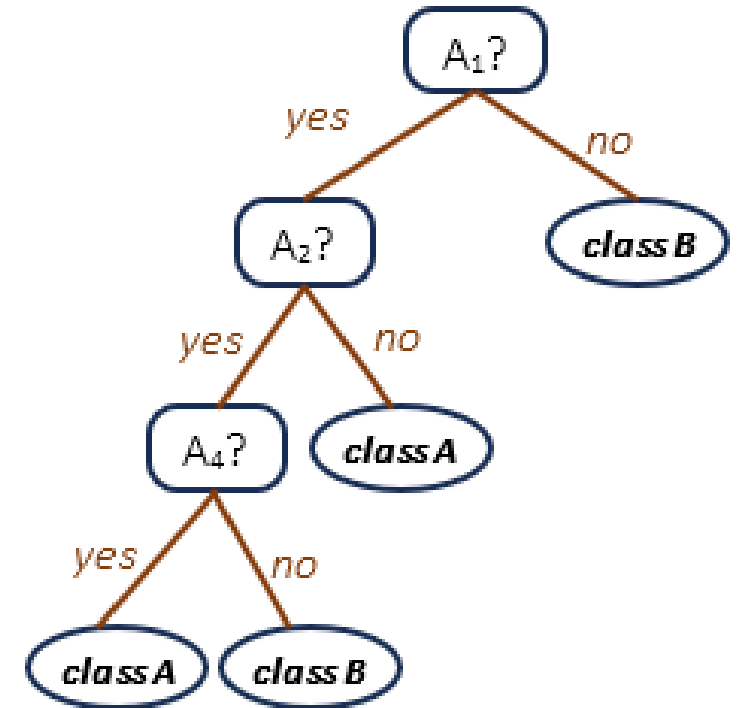 A₁?
yes
no
A₂?
class B
yes
no
A₄?
class A
yes
no
class A
class B